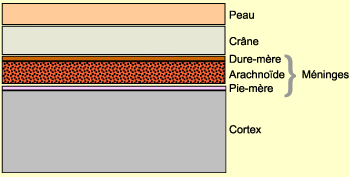 Peau
Crâne
Dure-mère
Arachnoïde
Méninges
Pie-mère
Cortex